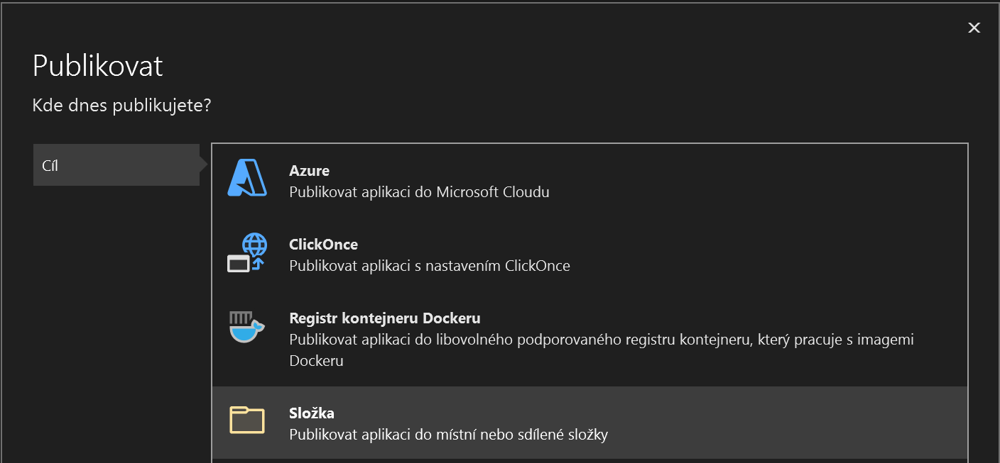 Publikovat
Kde dnes publikujete?
Cíl
Azure
Publikovat aplikaci do Microsoft Cloudu
ClickOnce
Publikovat aplikaci s nastavením ClickOnce
Registr kontejneru Dockeru
Publikovat aplikaci do libovolného podporovaného registru kontejneru, který pracuje s imagemi
Dockeru
Složka
Publikovat aplikaci do místní nebo sdílené složky